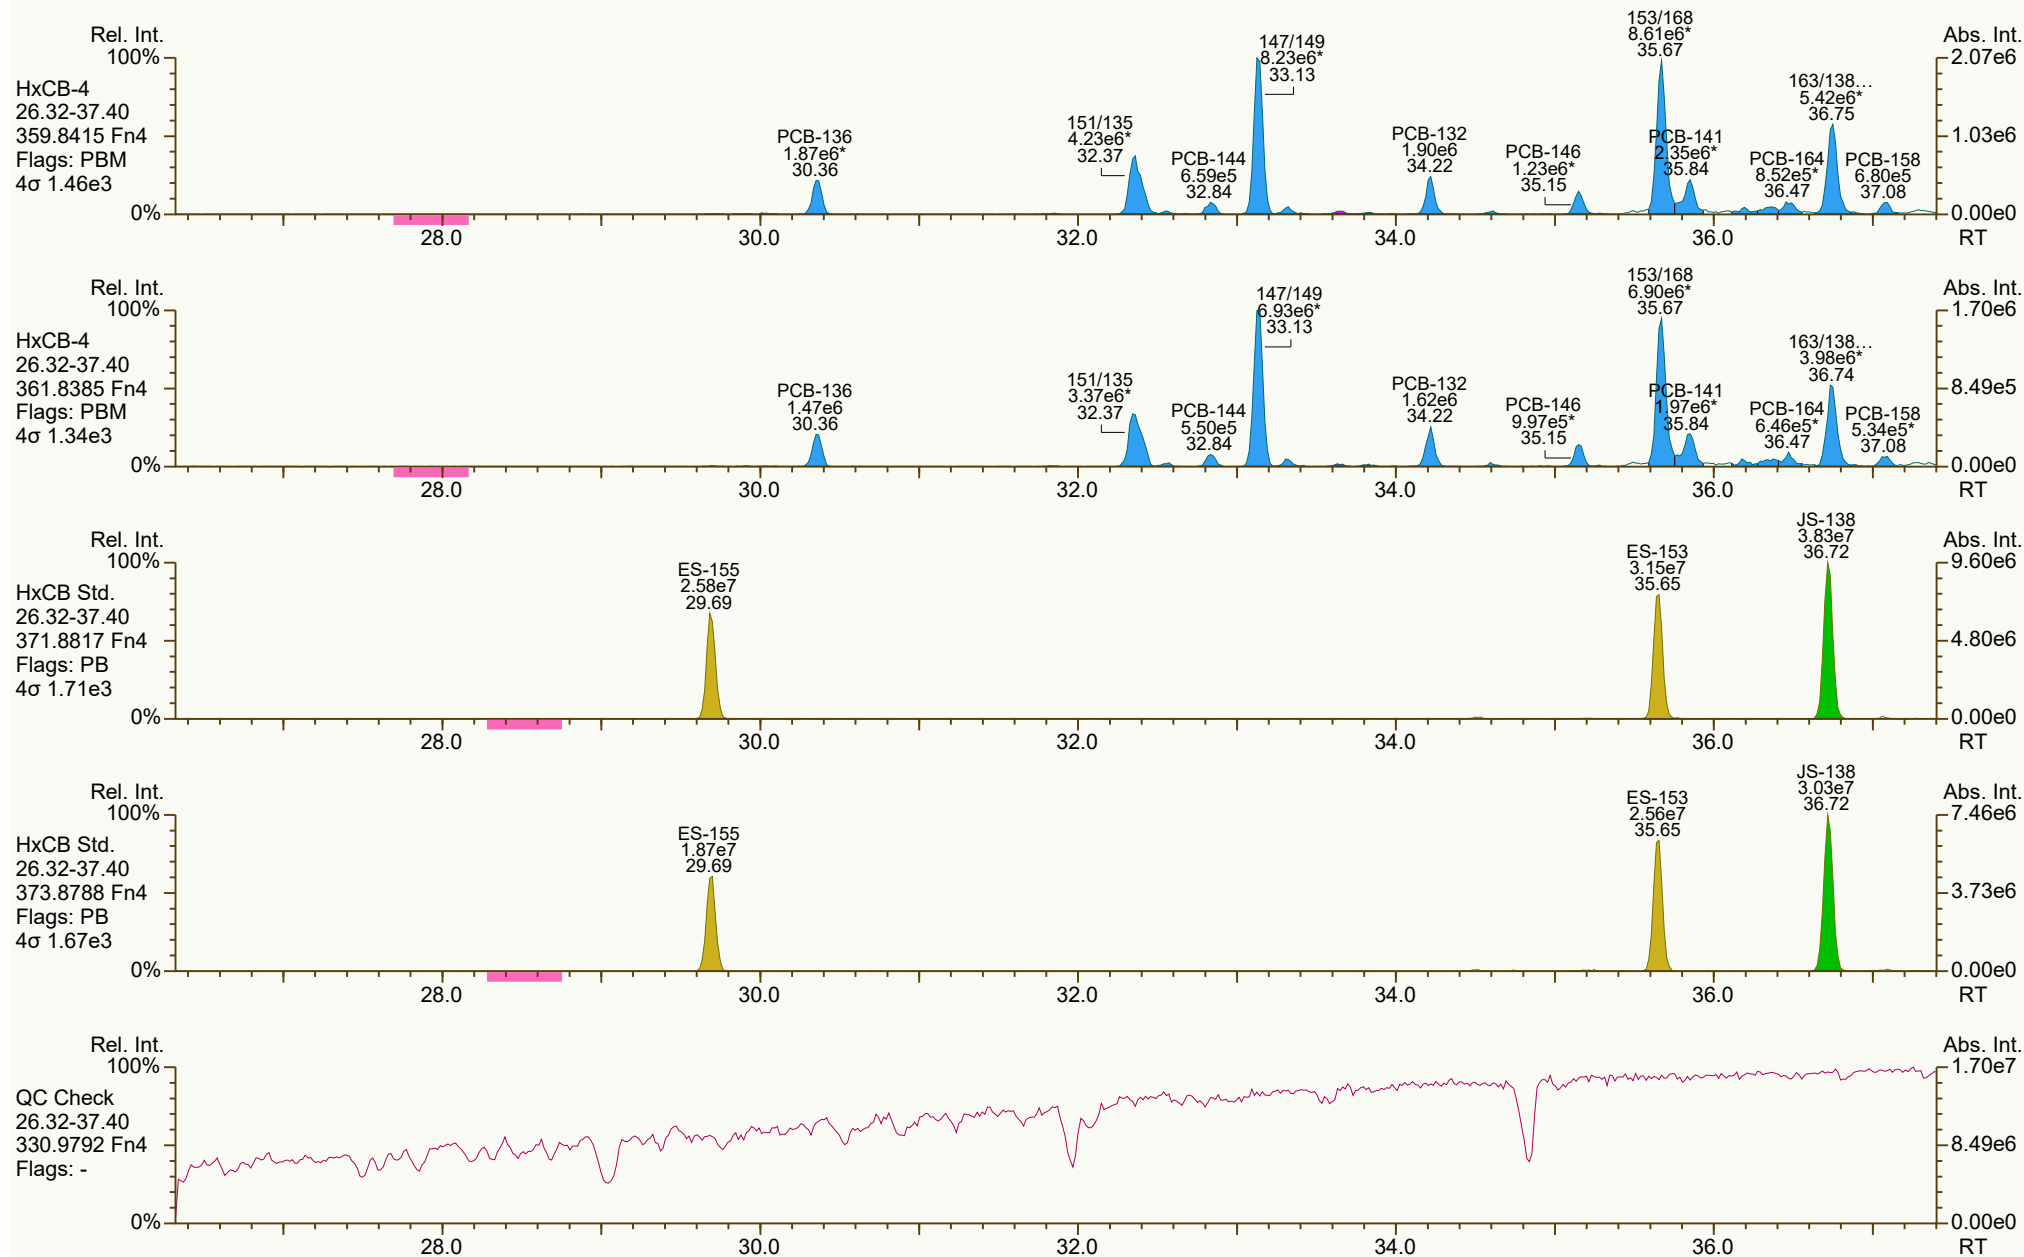 Rel. Int.
100%
0%
HxCB-4
26.32-37.40
359.8415 Fn4
Flags: PBM
4σ 1.46e3
PCB-136
1.87e6*
30.36
151/135
4.23e6*
32.37
PCB-144
6.59e5
32.84
147/149
8.23e6*
33.13
PCB-132
1.90e6
34.22
PCB-146
1.23e6*
35.15
153/168
8.61e6*
35.67
PCB-141
2.35e6*
35.84
PCB-164
8.52e5*
36.47
163/138…
5.42e6*
36.75
PCB-158
6.80e5
37.08
Abs. Int.
2.07e6
1.03e6
0.00e0
28.0 30.0 32.0 34.0 36.0 RT
Rel. Int.
100%
0%
HxCB-4
26.32-37.40
361.8385 Fn4
Flags: PBM
4σ 1.34e3
PCB-136
1.47e6
30.36
151/135
3.37e6*
32.37
PCB-144
5.50e5
32.84
147/149
6.93e6*
33.13
PCB-132
1.62e6
34.22
PCB-146
9.97e5*
35.15
153/168
6.90e6*
35.67
PCB-141
1.97e6*
35.84
PCB-164
6.46e5*
36.47
163/138…
3.98e6*
36.74
PCB-158
5.34e5*
37.08
Abs. Int.
1.70e6
8.49e5
0.00e0
28.0 30.0 32.0 34.0 36.0 RT
Rel. Int.
100%
0%
HxCB Std.
26.32-37.40
371.8817 Fn4
Flags: PB
4σ 1.71e3
ES-155
2.58e7
29.69
ES-153
3.15e7
35.65
JS-138
3.83e7
36.72
Abs. Int.
9.60e6
4.80e6
0.00e0
28.0 30.0 32.0 34.0 36.0 RT
Rel. Int.
100%
0%
HxCB Std.
26.32-37.40
373.8788 Fn4
Flags: PB
4σ 1.67e3
ES-155
1.87e7
29.69
ES-153
2.56e7
35.65
JS-138
3.03e7
36.72
Abs. Int.
7.46e6
3.73e6
0.00e0
28.0 30.0 32.0 34.0 36.0 RT
Rel. Int.
100%
0%
QC Check
26.32-37.40
330.9792 Fn4
Flags: -
Abs. Int.
1.70e7
8.49e6
0.00e0
28.0 30.0 32.0 34.0 36.0 RT